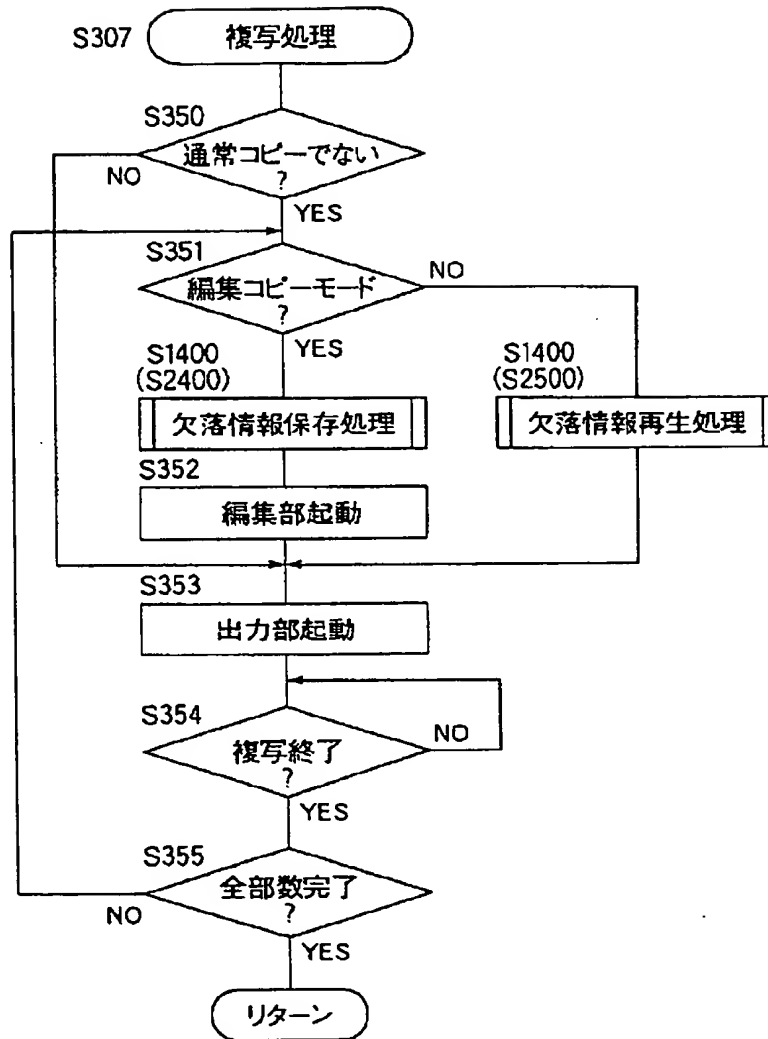 S307
複写処理
S350
通常コピーでない
?
NO
YES
S351
編集コピーモード
?
NO
YES
S1400
(S2400)
欠落情報保存処理
S1400
(S2500)
欠落情報再生処理
S352
編集部起動
S353
出力部起動
S354
複写終了
?
NO
YES
S355
全部数完了
?
NO
YES
リターン